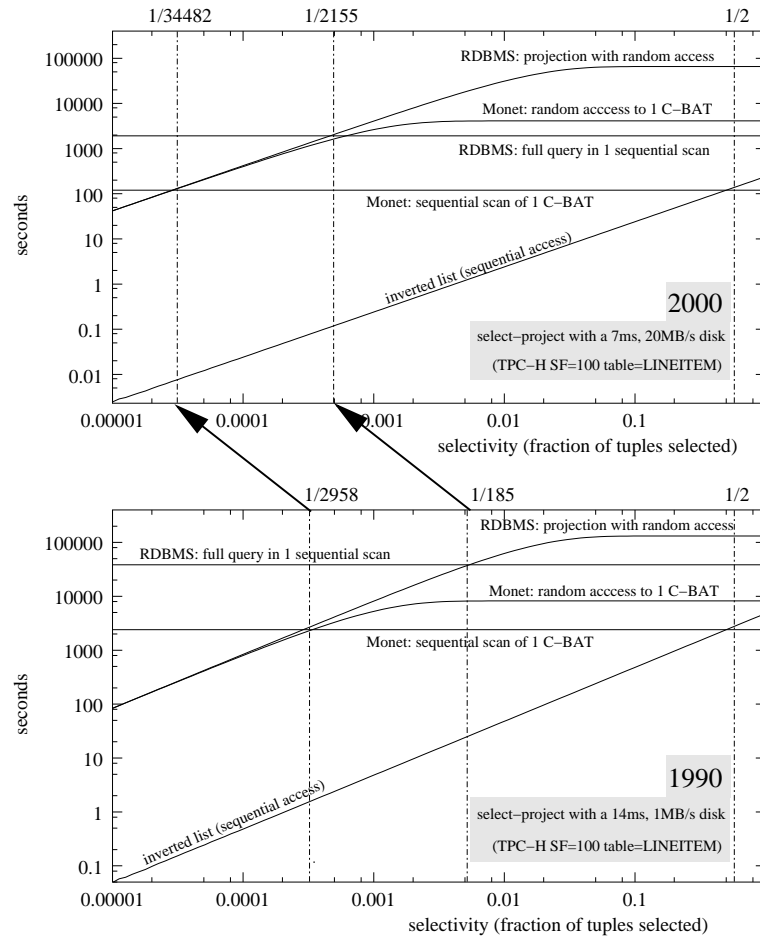 1/34482 1/2155 1/2
RDBMS: projection with random access
100000
10000
Monet: random acccess to 1 C−BAT
1000
RDBMS: full query in 1 sequential scan
100
Monet: sequential scan of 1 C−BAT
seconds
10
inverted list (sequential access)
1
2000
0.1
select−project with a 7ms, 20MB/s disk
(TPC−H SF=100 table=LINEITEM)
0.01
0.00001 0.0001 0.001 0.01 0.1
selectivity (fraction of tuples selected)
1/2958 1/185 1/2
RDBMS: projection with random access
100000
RDBMS: full query in 1 sequential scan
10000
Monet: random acccess to 1 C−BAT
Monet: sequential scan of 1 C−BAT
1000
seconds
100
10
inverted list (sequential access)
1990
1
select−project with a 14ms, 1MB/s disk
(TPC−H SF=100 table=LINEITEM)
0.1
0.00001 0.0001 0.001 0.01 0.1
selectivity (fraction of tuples selected)